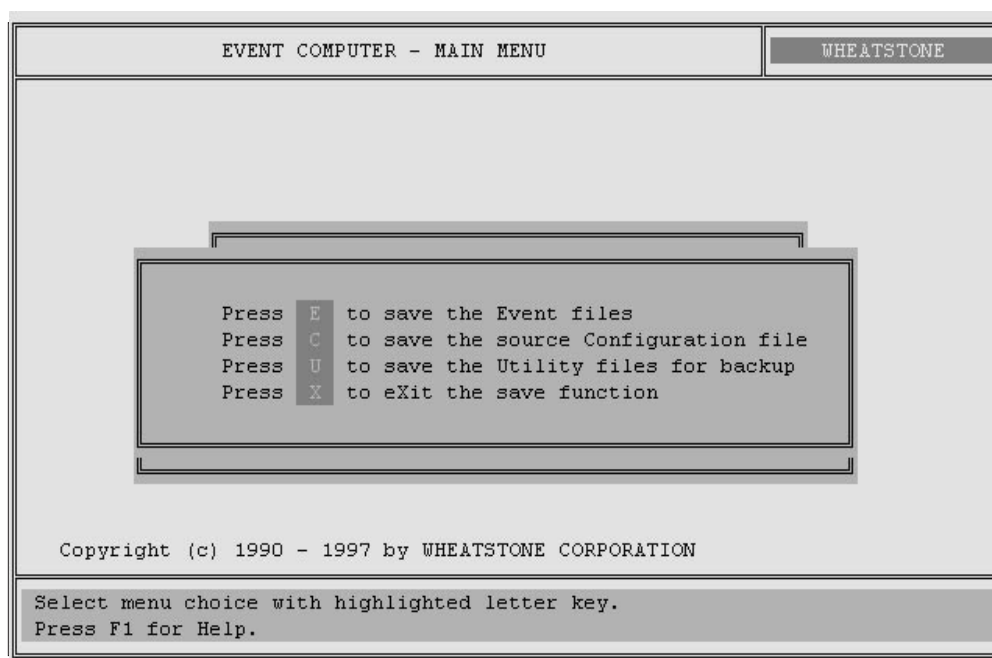 EVENT COMPUTER - MAIN MENU
WHEATSTONE
Press E to save the Event files
Press C to save the source Configuration file
Press U to save the Utility files for backup
Press X to eXit the save function
Copyright (c) 1990 - 1997 by WHEATSTONE CORPORATION
Select menu choice with highlighted letter key.
Press F1 for Help.